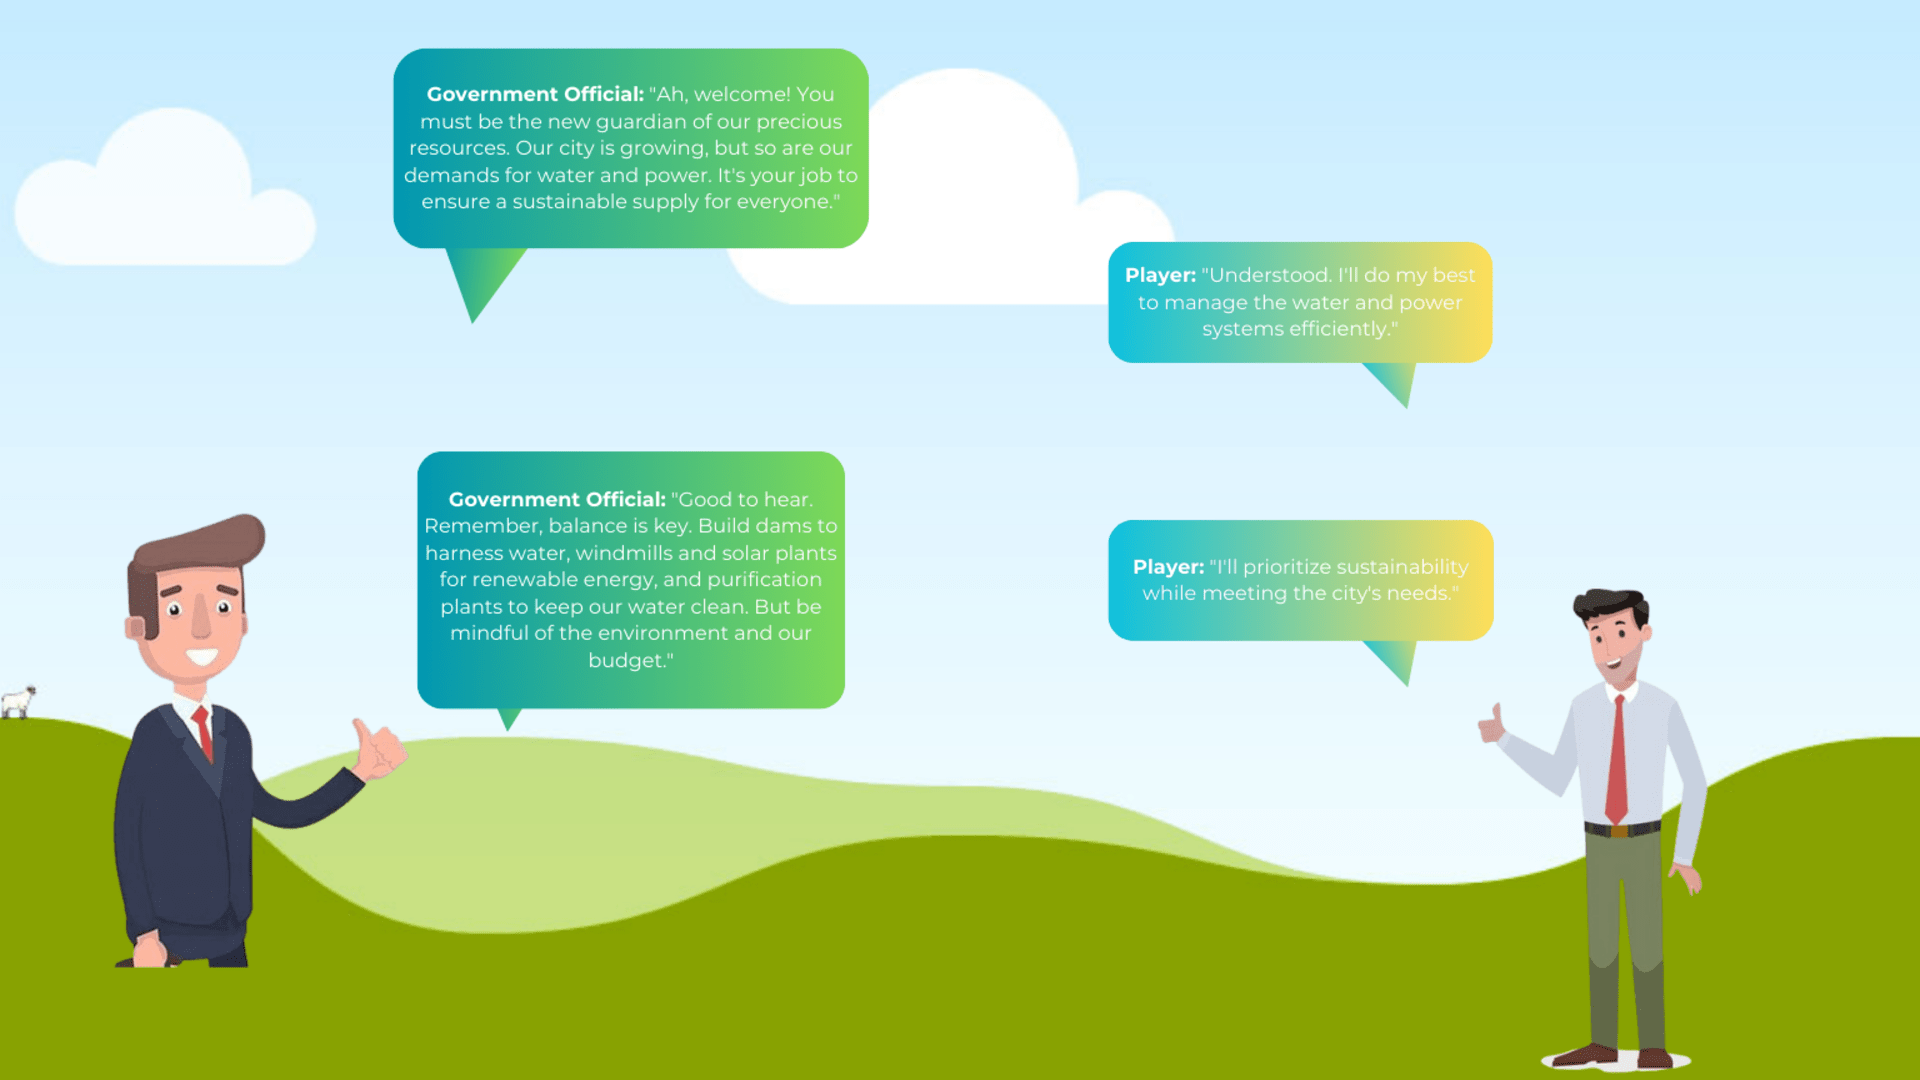 Government Official: "Ah, welcome! You
must be the new guardian of our precious
resources. Our city is growing, but so are our
demands for water and power. It's your job to
ensure a sustainable supply for everyone."
Player: "Understood. I'll do my best
to manage the water and power
systems efficiently."
Government Official: "Good to hear.
Remember, balance is key. Build dams to
harness water, windmills and solar plants
for renewable energy, and purification
plants to keep our water clean. But be
mindful of the environment and our
budget."
Player: "I'll prioritize sustainability
while meeting the city's needs."